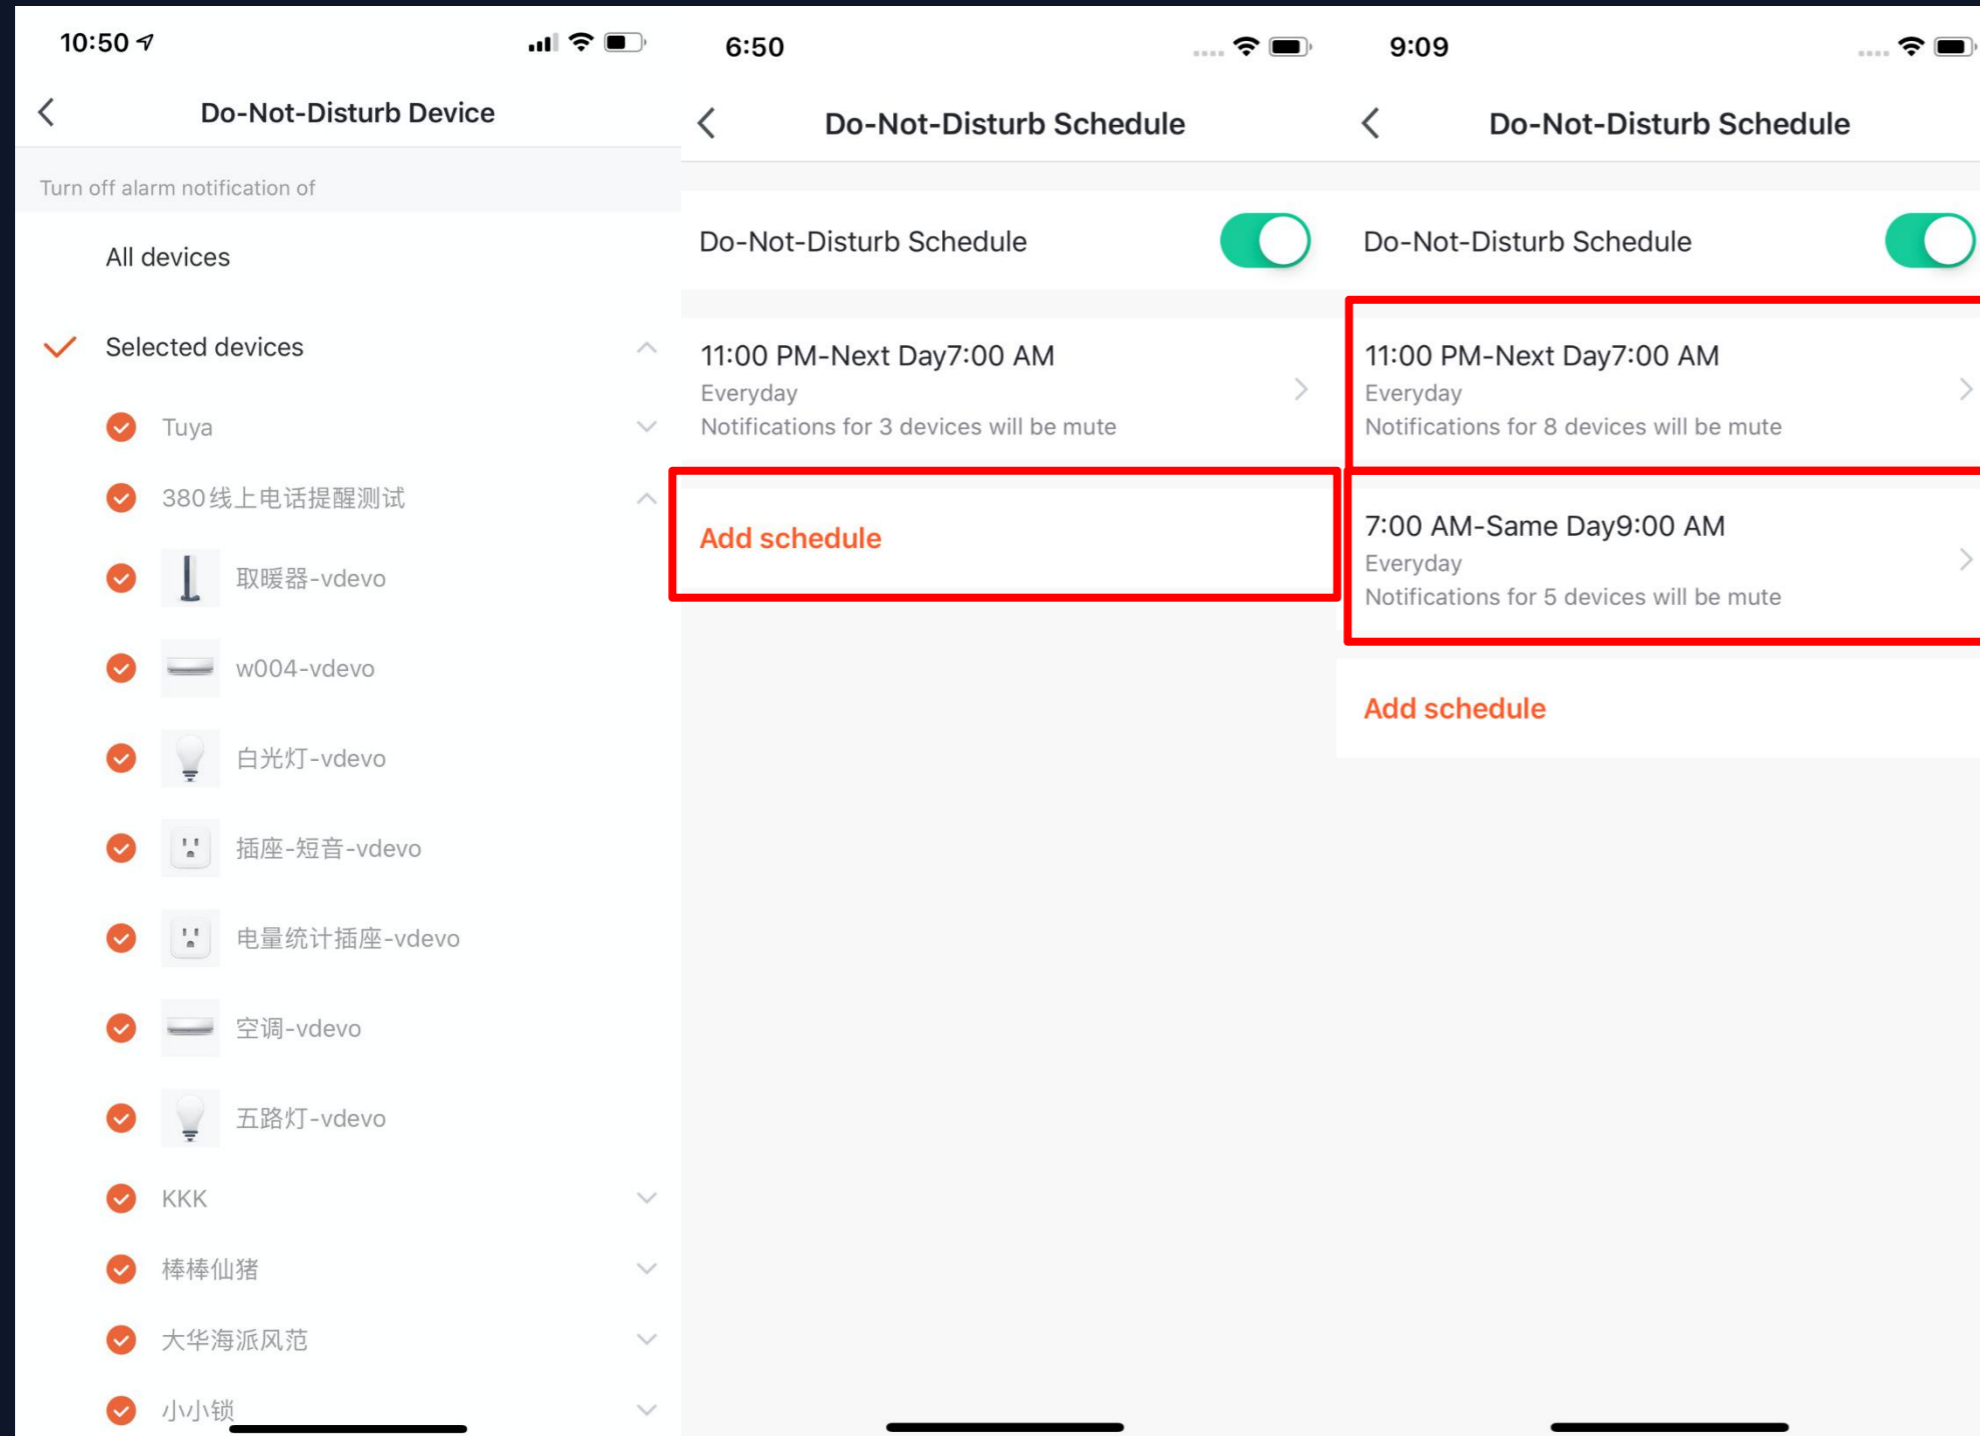 10:50
Do-Not-Disturb Device
Turn off alarm notification of
All devices
Selected devices
Tuya
380线上电话提醒测试
取暖器-vdevo
w004-vdevo
白光灯-vdevo
插座-短音-vdevo
电量统计插座-vdevo
空调-vdevo
五路灯-vdevo
KKK
棒棒仙猪
大华海派风范
小小锁
6:50
Do-Not-Disturb Schedule
Do-Not-Disturb Schedule
11:00 PM-Next Day7:00 AM
Everyday
Notifications for 3 devices will be mute
Add schedule
9:09
Do-Not-Disturb Schedule
Do-Not-Disturb Schedule
11:00 PM-Next Day7:00 AM
Everyday
Notifications for 8 devices will be mute
7:00 AM-Same Day9:00 AM
Everyday
Notifications for 5 devices will be mute
Add schedule